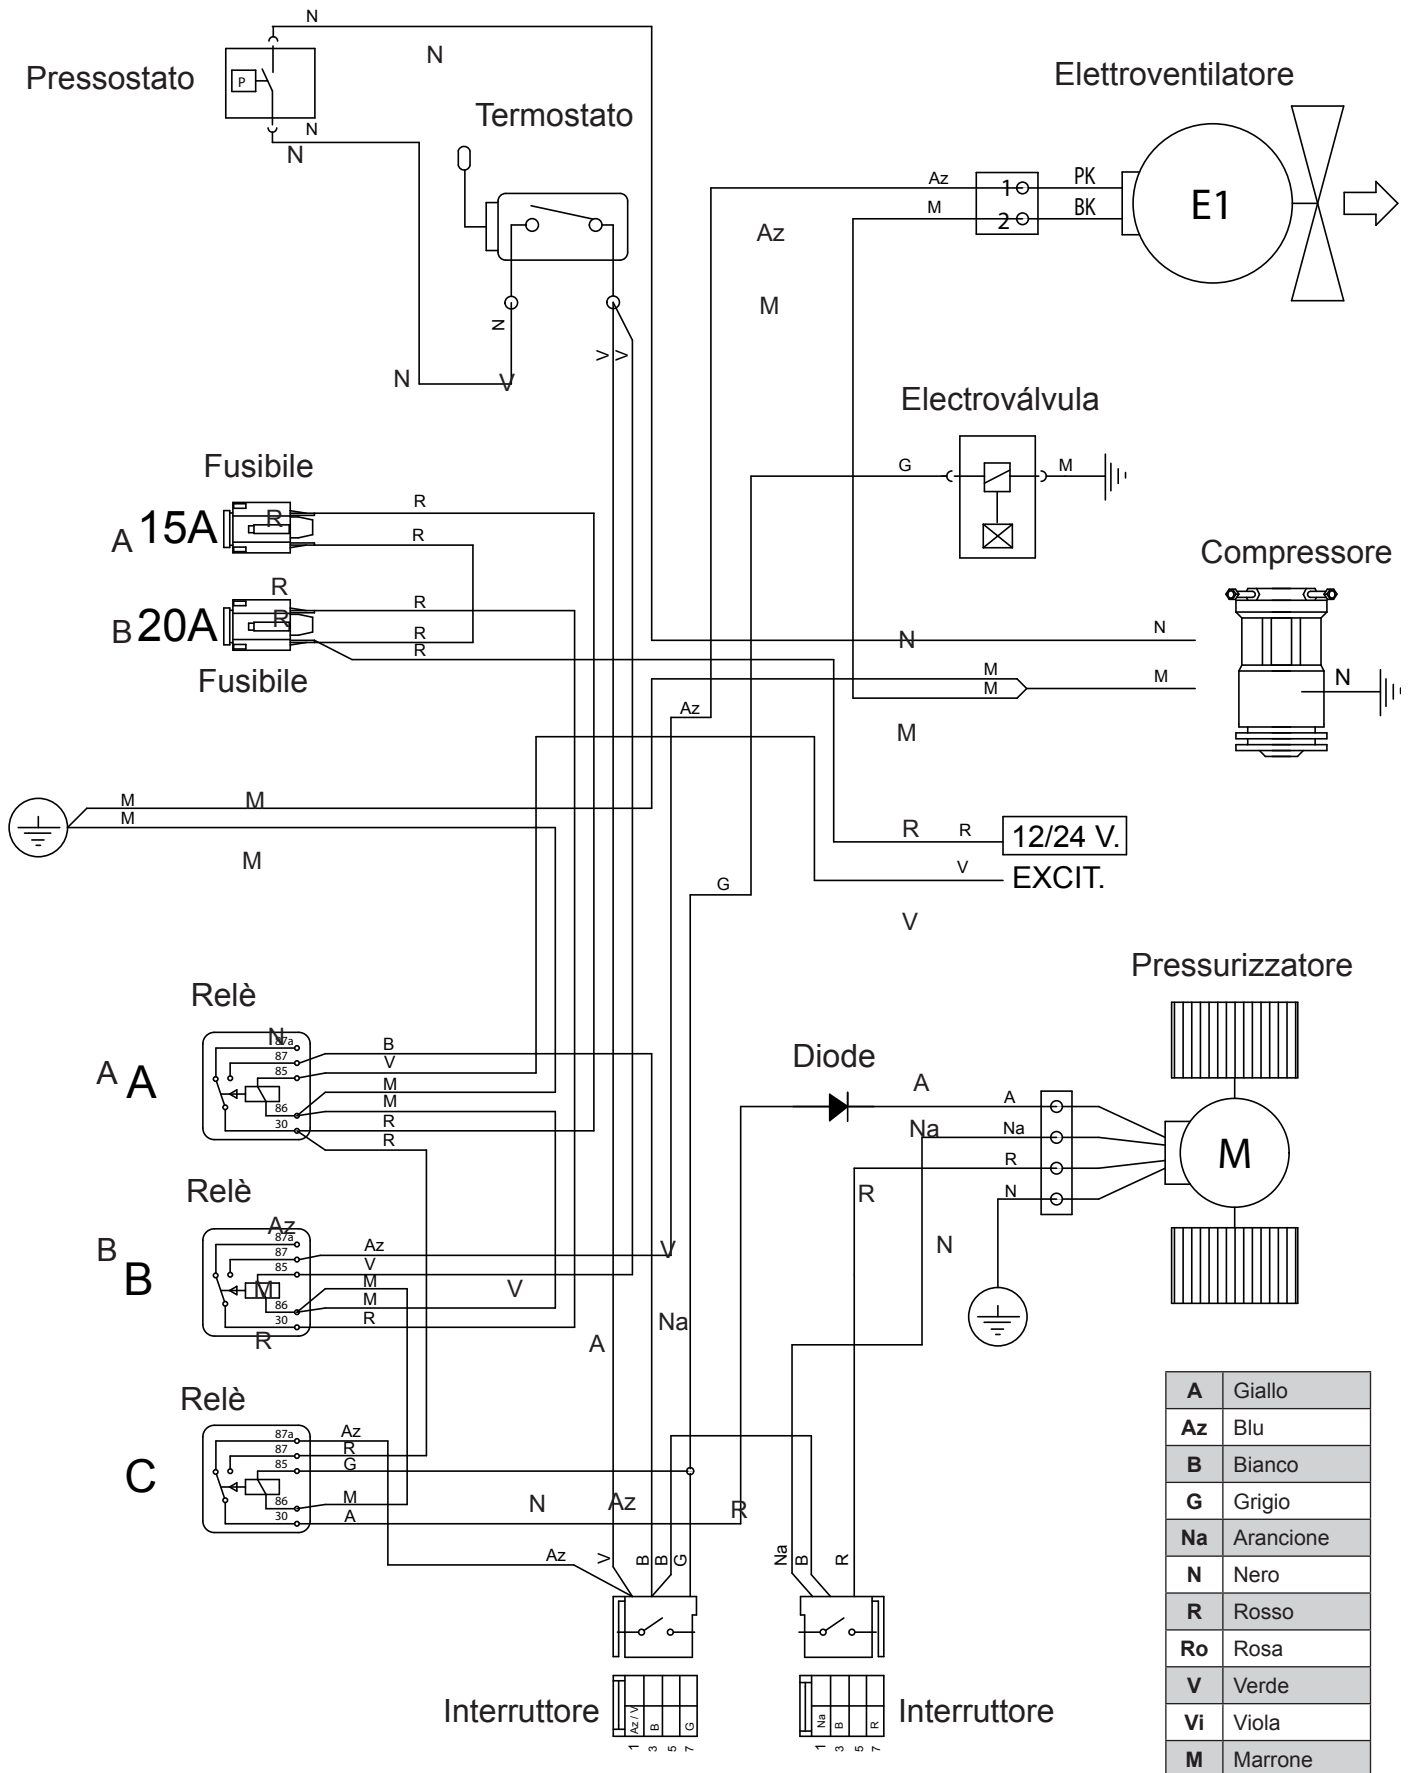 N
N
Pressostato
P
N
N
Termostato
Elettroventilatore
Az
M
1
2
PK
BK
E1
Az
M
N
V
V
N
V
Electroválvula
G
M
Fusibile
A 15A
R
R
R
R
B 20A
R
R
R
R
Fusibile
Compressore
N
N
M
M
M
N
Az
M
M
M
M
M
R
R
12/24 V.
V
EXCIT.
G
V
Pressurizzatore
Relè
A A
N
87a
87
85
86
30
B
V
M
M
R
R
Diode
A
Na
A
Na
R
N
M
R
N
Relè
B B
Az
87a
87
85
86
30
M
R
Az
V
M
M
R
V
V
A
Na
Relè
C
87a
87
85
86
30
Az
R
G
M
A
N
Az
R
Az
V
B
B
G
Na
B
R
Interruttore
Az / V
B
G
1
3
5
7
Na
B
R
1
3
5
7
Interruttore
A Giallo
Az Blu
B Bianco
G Grigio
Na Arancione
N Nero
R Rosso
Ro Rosa
V Verde
Vi Viola
M Marrone